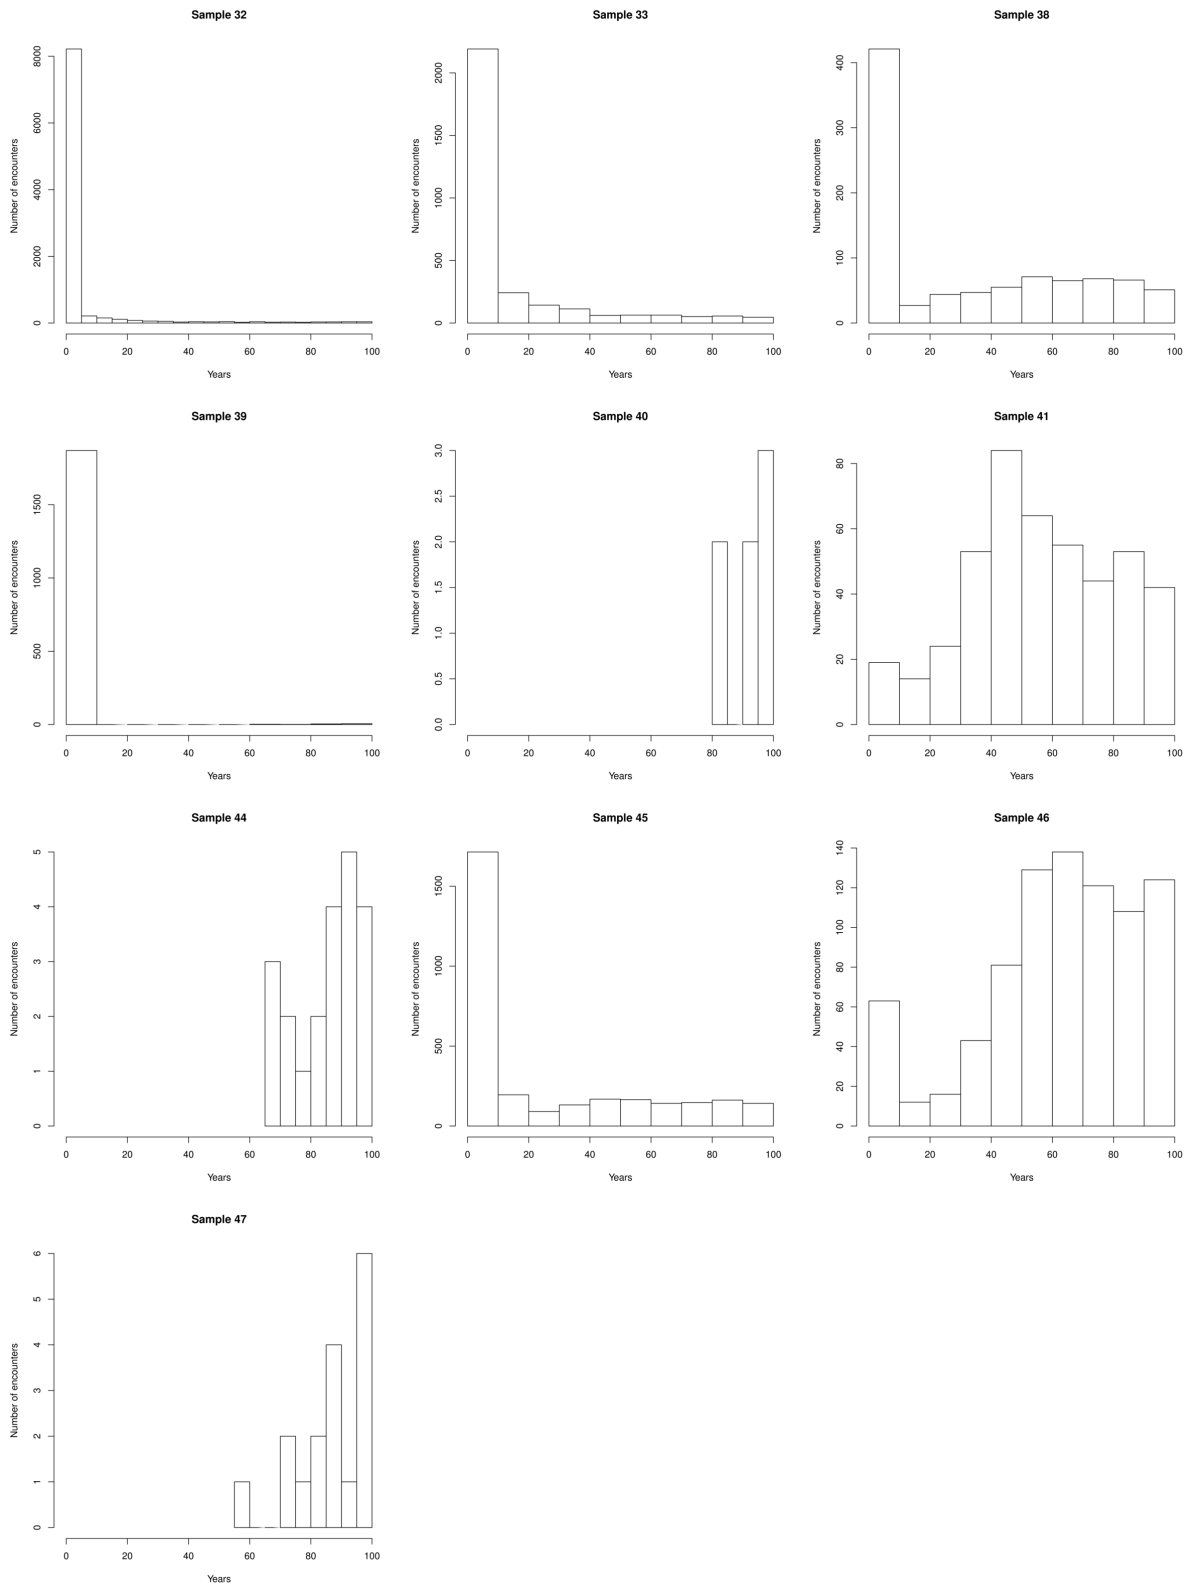 Sample 32
Number of encounters
8000
6000
4000
2000
0
0 20 40 60 80 100
Years
Sample 33
Number of encounters
2000
1500
1000
500
0
0 20 40 60 80 100
Years
Sample 38
Number of encounters
400
300
200
100
0
0 20 40 60 80 100
Years
Sample 39
Number of encounters
1500
1000
500
0
0 20 40 60 80 100
Years
Sample 40
Number of encounters
3.0
2.5
2.0
1.5
1.0
0.5
0.0
0 20 40 60 80 100
Years
Sample 41
Number of encounters
80
60
40
20
0
0 20 40 60 80 100
Years
Sample 44
Number of encounters
5
4
3
2
1
0
0 20 40 60 80 100
Years
Sample 45
Number of encounters
1500
1000
500
0
0 20 40 60 80 100
Years
Sample 46
Number of encounters
140
120
100
80
60
40
20
0
0 20 40 60 80 100
Years
Sample 47
Number of encounters
6
5
4
3
2
1
0
0 20 40 60 80 100
Years